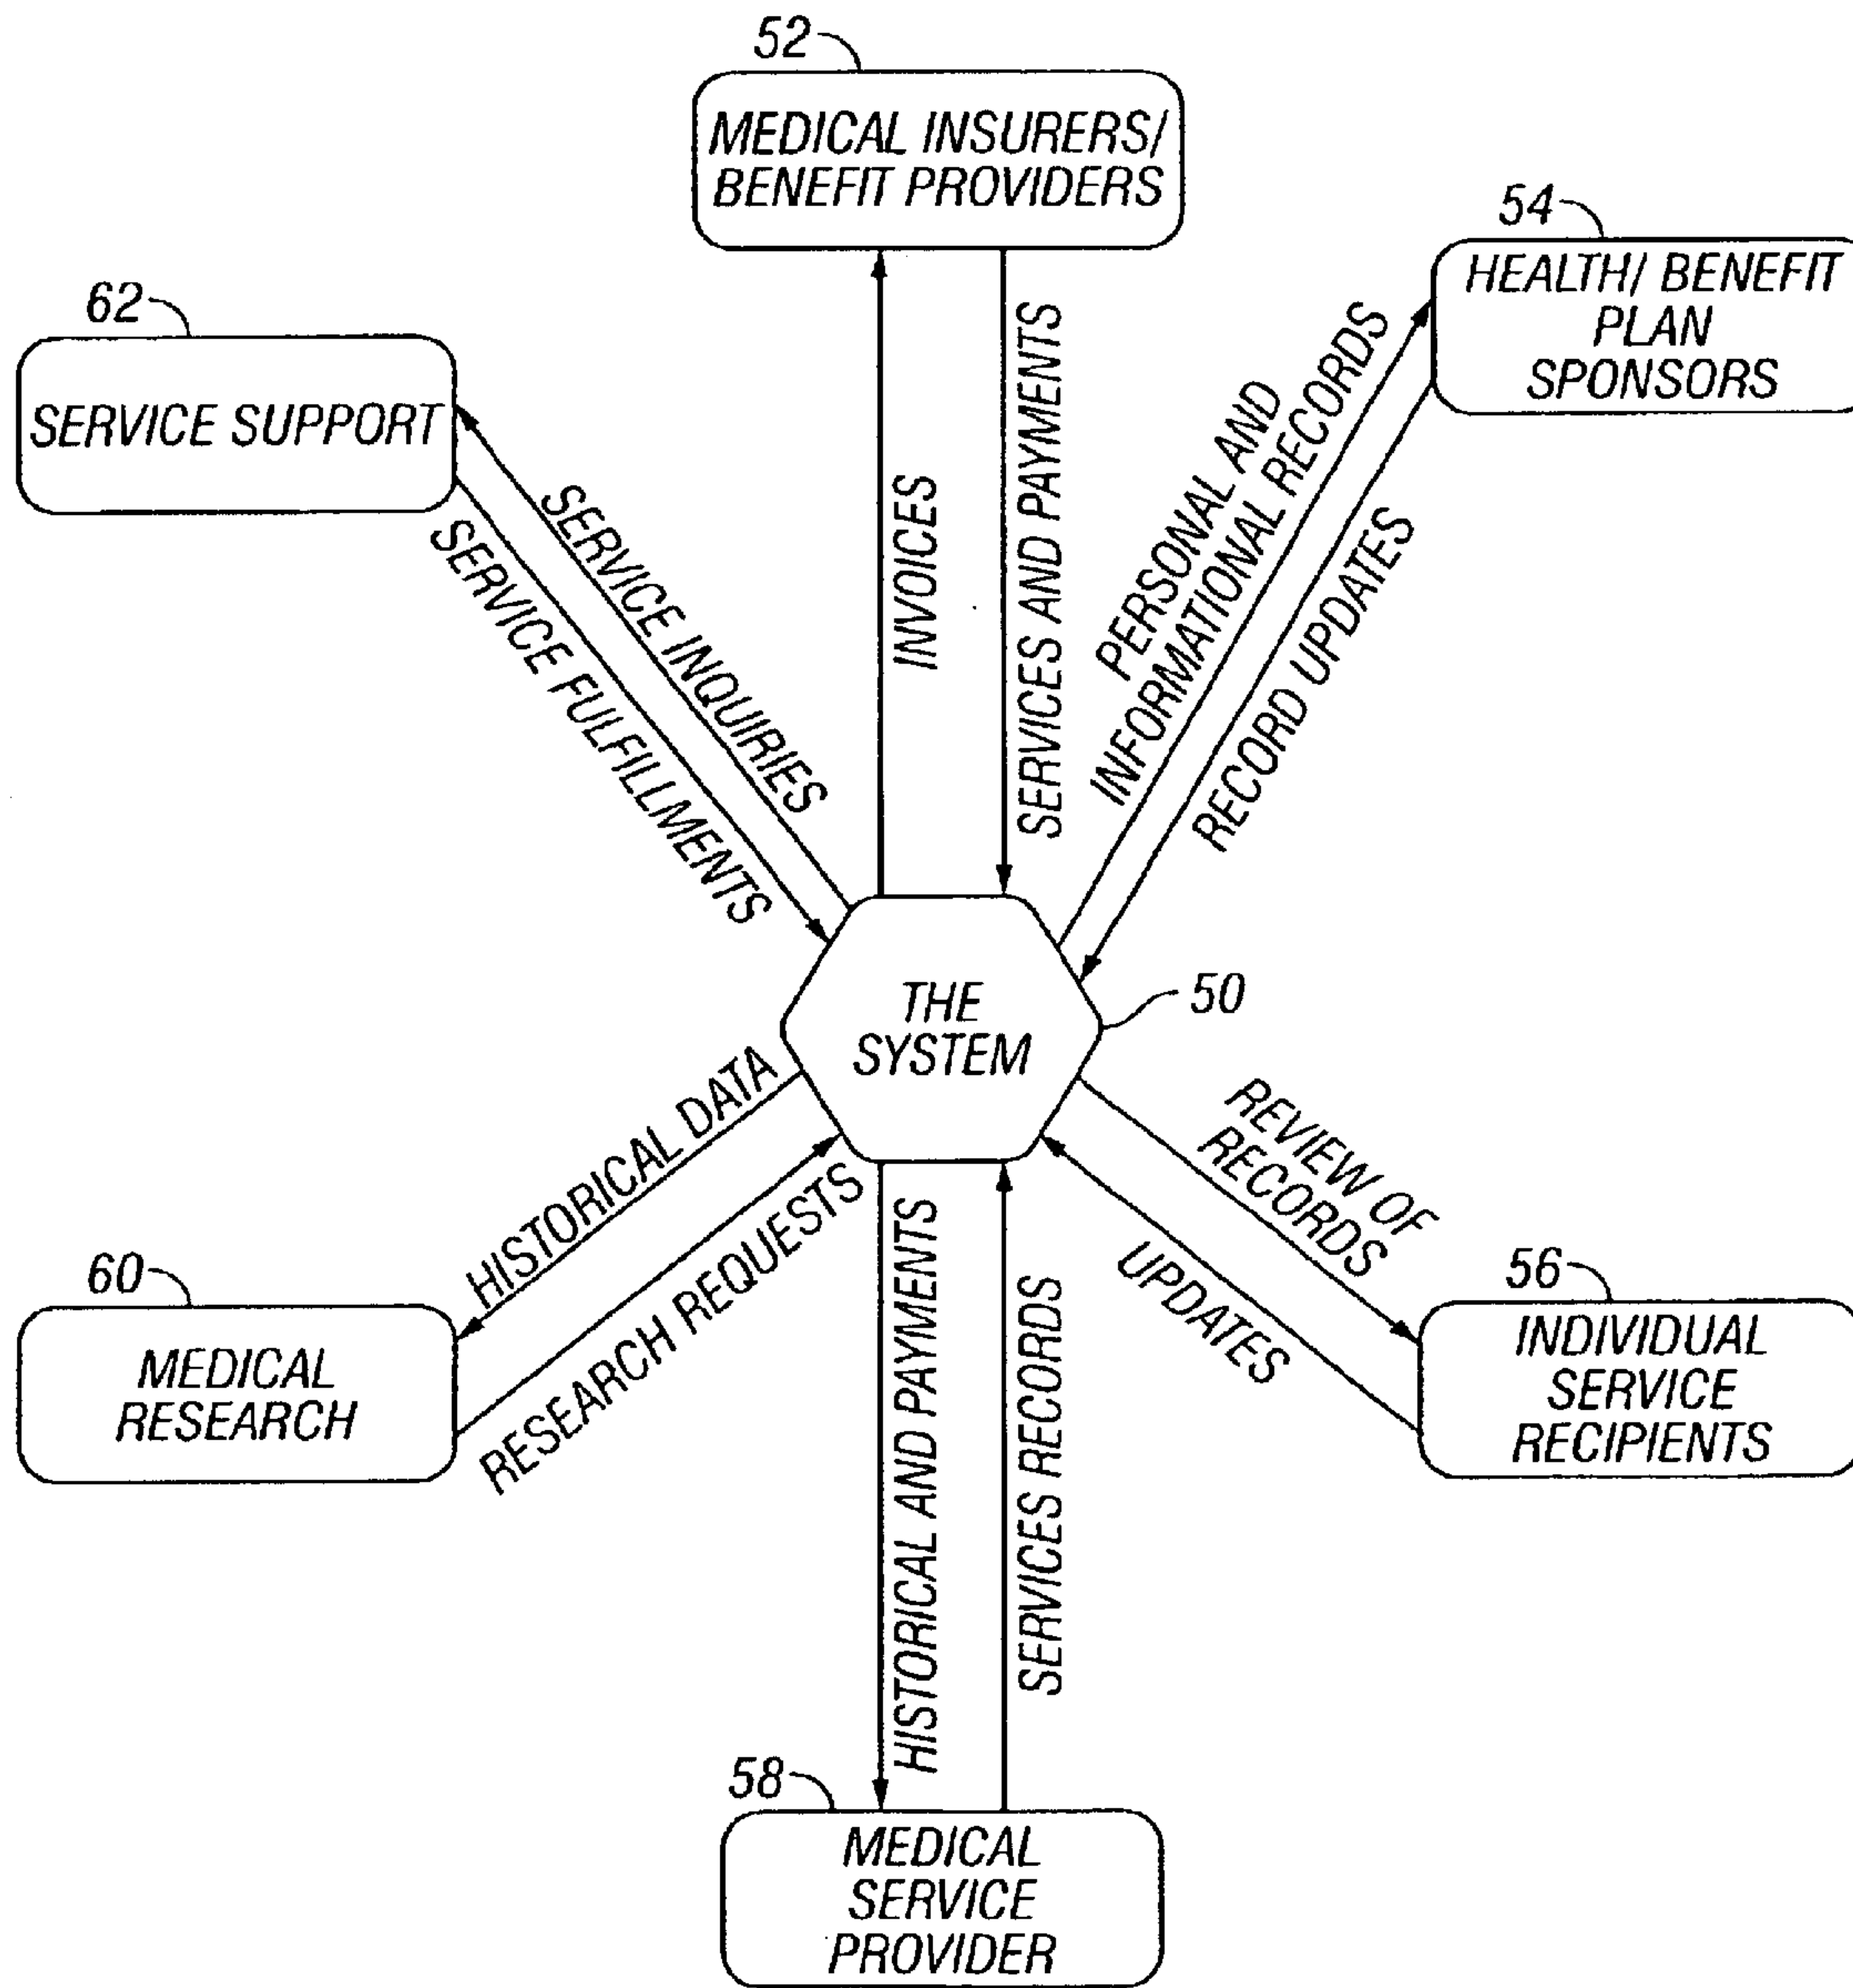 52
MEDICAL INSURERS/
BENEFIT PROVIDERS
54
HEALTH/ BENEFIT
PLAN
SPONSORS
62
SERVICE SUPPORT
INVOICES
SERVICES AND PAYMENTS
PERSONAL AND
INFORMATIONAL RECORDS
RECORD UPDATES
SERVICE INQUIRIES
SERVICE FULFILLMENTS
THE
SYSTEM
50
HISTORICAL DATA
RESEARCH REQUESTS
HISTORICAL AND PAYMENTS
SERVICES RECORDS
REVIEW OF
RECORDS
UPDATES
60
MEDICAL
RESEARCH
56
INDIVIDUAL
SERVICE
RECIPIENTS
58
MEDICAL
SERVICE
PROVIDER